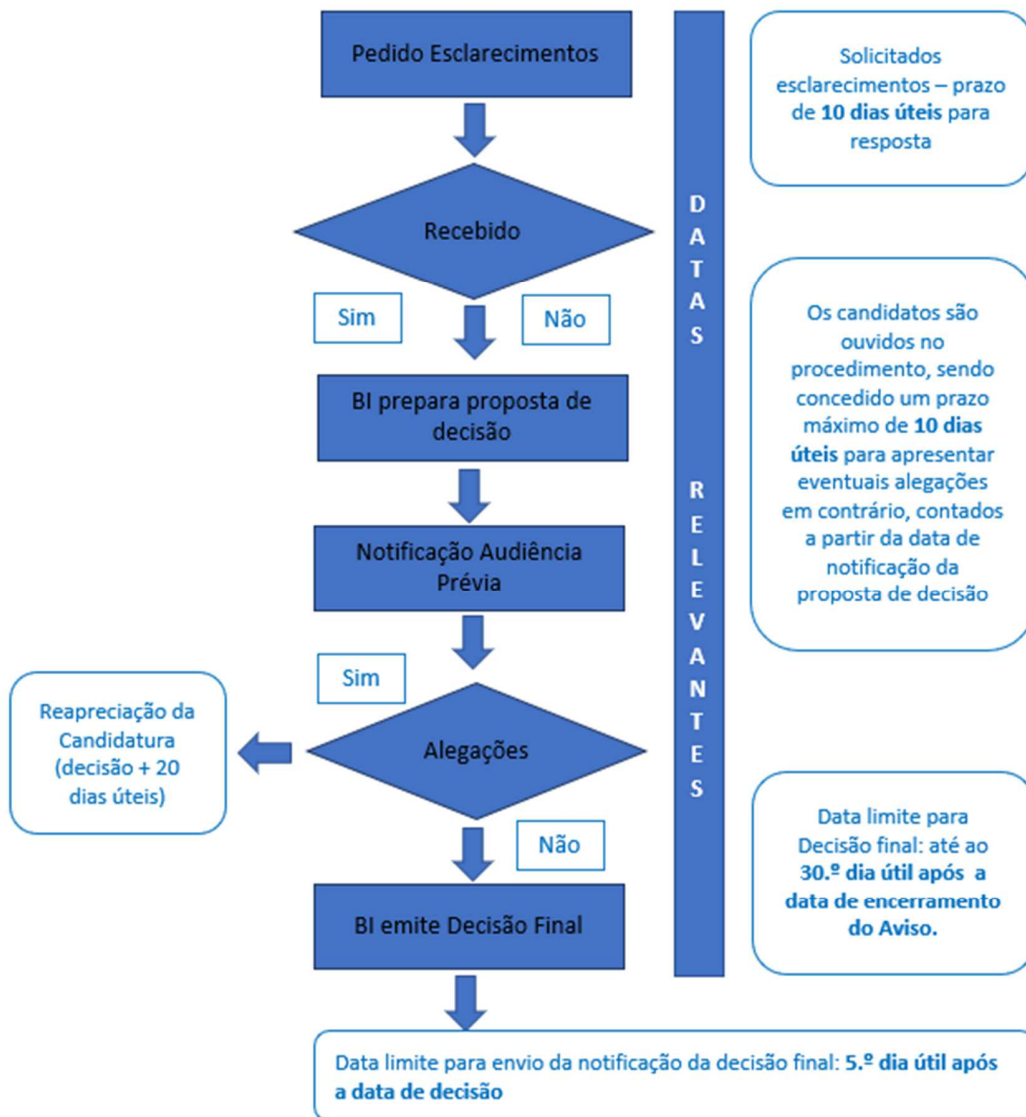 Pedido Esclarecimentos
Solicitados
esclarecimentos – prazo
de 10 dias úteis para
resposta
Recebido
Sim
Não
DATAS RELEVANTES
Os candidatos são
ouvidos no
procedimento, sendo
concedido um prazo
máximo de 10 dias
úteis para apresentar
eventuais alegações
em contrário, contados
a partir da data de
notificação da
proposta de decisão
BI prepara proposta de
decisão
Notificação Audiência
Prévia
Sim
Reapreciação da
Candidatura
(decisão + 20
dias úteis)
Alegações
Não
Data limite para
Decisão final: até ao
30.º dia útil após a
data de encerramento
do Aviso.
BI emite Decisão Final
Data limite para envio da notificação da decisão final: 5.º dia útil após
a data de decisão